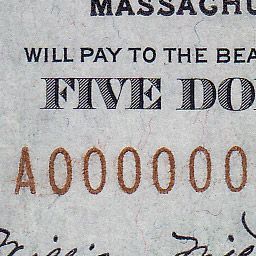 MASSACHU
WILL PAY TO THE BEA
FIVE DO
A000000